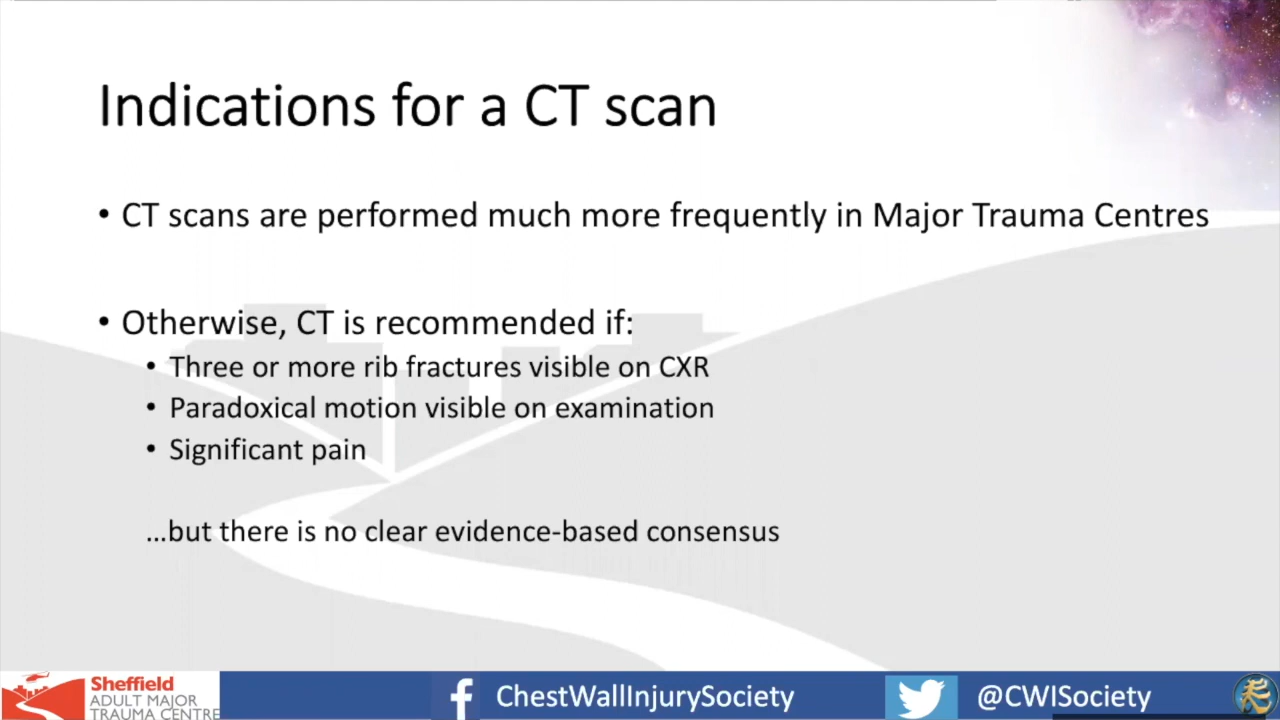 Indications for a CT scan
• CT scans are performed much more frequently in Major Trauma Centres
• Otherwise, CT is recommended if:
• Three or more rib fractures visible on CXR
• Paradoxical motion visible on examination
• Significant pain
...but there is no clear evidence-based consensus
Sheffield
ADULT MAJOR
TRAUMA CENTRE
ChestWallInjurySociety
@CWISociety